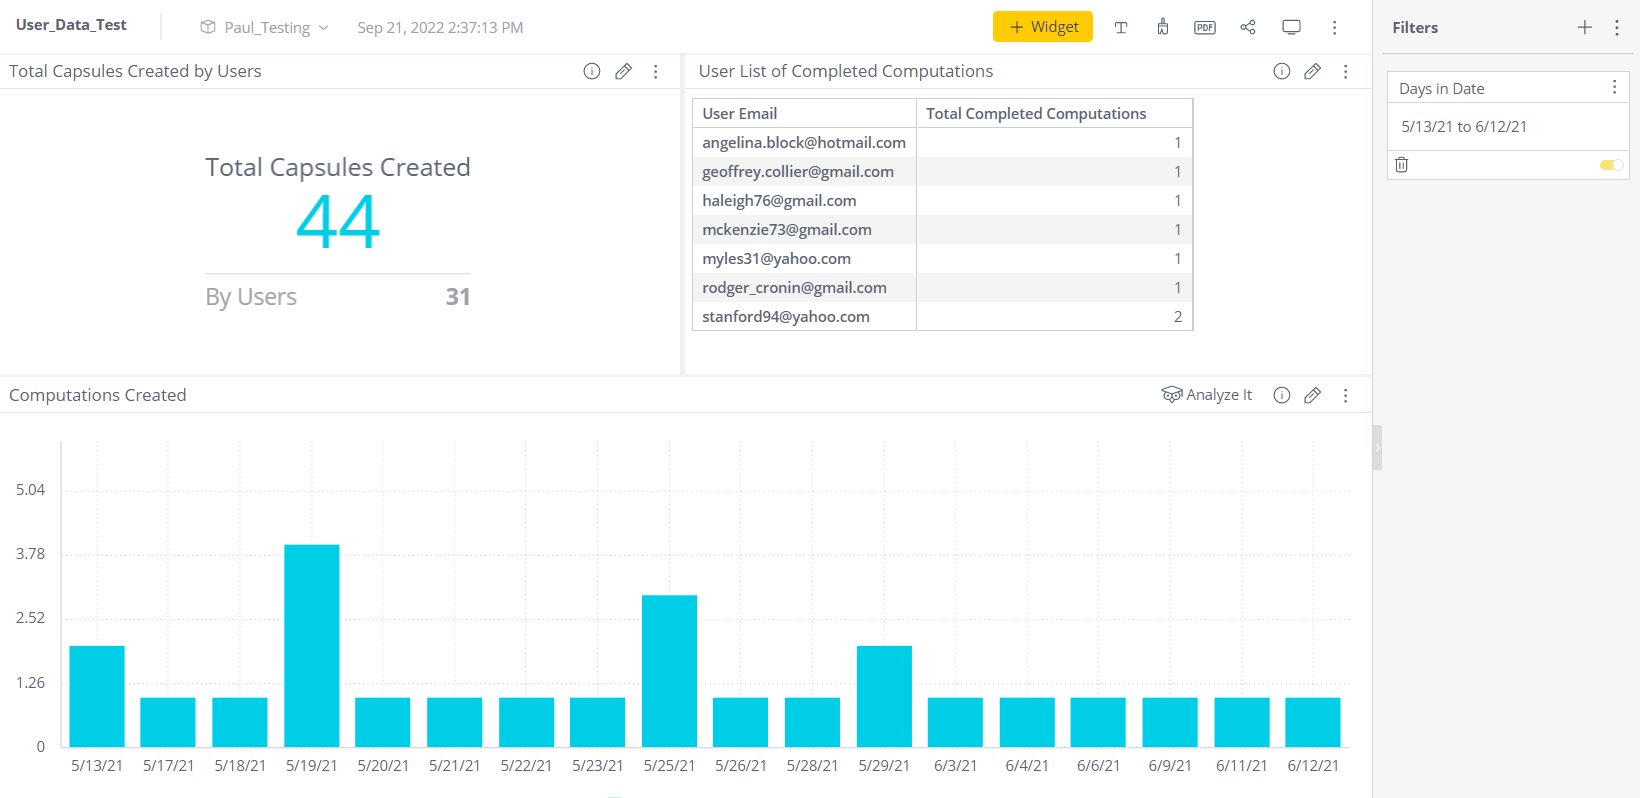 User_Data_Test
Paul_Testing
Sep 21, 2022 2:37:13 PM
+ Widget
T
PDF
Filters
Total Capsules Created by Users
User List of Completed Computations
Days in Date
5/13/21 to 6/12/21
Total Capsules Created
44
By Users 31
User Email Total Completed Computations
angelina.block@hotmail.com 1
geoffrey.collier@gmail.com 1
haleigh76@gmail.com 1
mckenzie73@gmail.com 1
myles31@yahoo.com 1
rodger_cronin@gmail.com 1
stanford94@yahoo.com 2
Computations Created
Analyze It
5.04
3.78
2.52
1.26
0
5/13/21 5/17/21 5/18/21 5/19/21 5/20/21 5/21/21 5/22/21 5/23/21 5/25/21 5/26/21 5/28/21 5/29/21 6/3/21 6/4/21 6/6/21 6/9/21 6/11/21 6/12/21